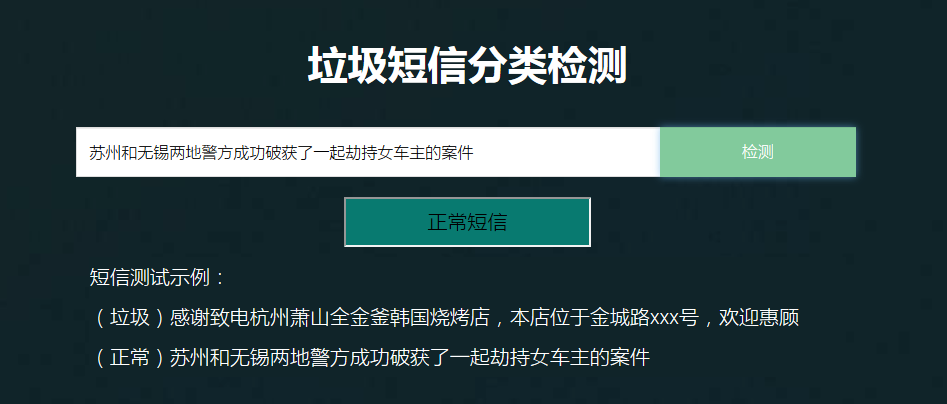 垃圾短信分类检测
苏州和无锡两地警方成功破获了一起劫持女车主的案件
检测
正常短信
短信测试示例：
（垃圾）感谢致电杭州萧山全金釜韩国烧烤店，本店位于金城路xxx号，欢迎惠顾
（正常）苏州和无锡两地警方成功破获了一起劫持女车主的案件